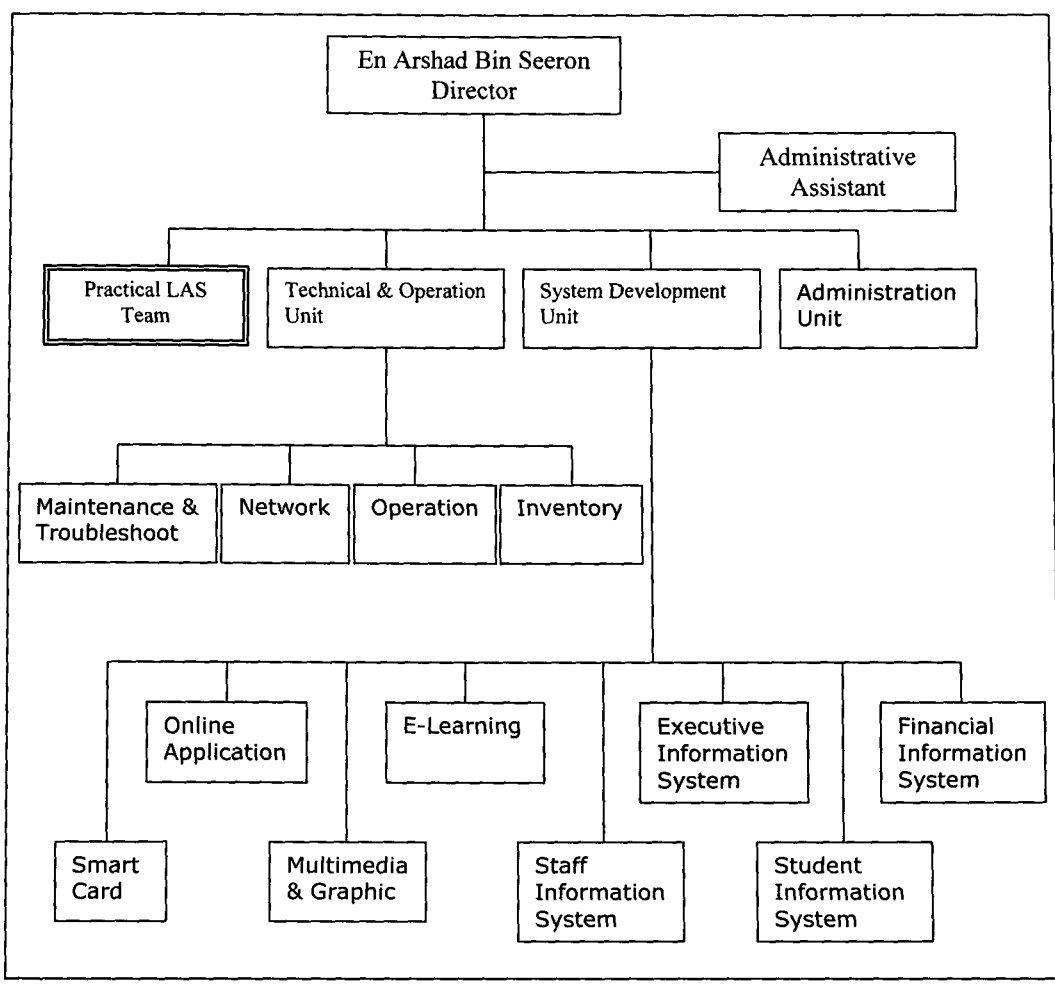 En Arshad Bin Seeron
Director
Administrative
Assistant
Practical LAS
Team
Technical & Operation
Unit
System Development
Unit
Administration
Unit
Maintenance &
Troubleshoot
Network
Operation
Inventory
Online
Application
E-Learning
Executive
Information
System
Financial
Information
System
Smart
Card
Multimedia
& Graphic
Staff
Information
System
Student
Information
System